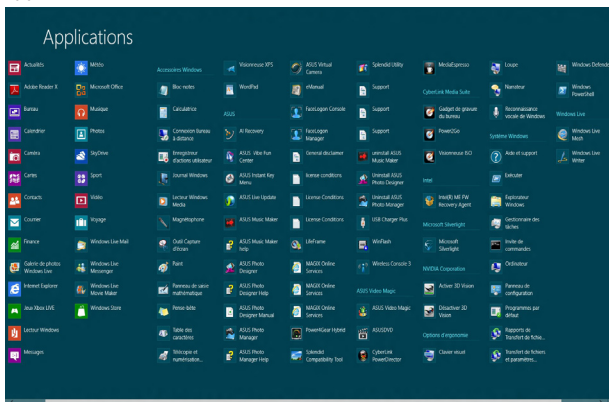 Applications
Actualités
Adobe Reader X
Bureau
Calendrier
Caméra
Cartes
Contacts
Courrier
Finance
Galerie de photos
Windows Live
Internet Explorer
Jeux Xbox LIVE
Lecteur Windows
Messages
Météo
Microsoft Office
Musique
Photos
SkyDrive
Sport
Vidéo
Voyage
Windows Live Mail
Windows Live
Messenger
Windows Live
Movie Maker
Windows Store
Accessoires Windows
Bloc-notes
Calculatrice
Connexion Bureau
à distance
Enregistreur
d'actions utilisateur
Journal Windows
Lecteur Windows
Media
Magnétophone
Outil Capture
d'écran
Paint
Panneau de saisie
mathématique
Pense-bête
Table des
caractères
Télécopie et
numérisation...
Visionneuse XPS
WordPad
ASUS
AI Recovery
ASUS  Vibe Fun
Center
ASUS Instant Key
Menu
ASUS Live Update
ASUS Music Maker
ASUS Music Maker
help
ASUS Photo
Designer
ASUS Photo
Designer Help
ASUS Photo
Designer Manual
ASUS Photo
Manager
ASUS Photo
Manager Help
ASUS Virtual
Camera
eManual
FaceLogon Console
FaceLogon
Manager
General disclaimer
license conditions
License Conditions
License Conditions
LifeFrame
MAGIX Online
Services
MAGIX Online
Services
MAGIX Online
Services
Power4Gear Hybrid
Splendid
Compatibility Tool
Splendid Utility
Support
Support
Support
uninstall ASUS
Music Maker
uninstall ASUS
Photo Designer
uninstall ASUS
Photo Manager
USB Charger Plus
WinFlash
Wireless Console 3
ASUS Video Magic
ASUS Video Magic
ASUSDVD
CyberLink
PowerDirector
MediaEspresso
CyberLink Media Suite
Gadget de gravure
du bureau
Power2Go
Visionneuse ISO
Intel
Intel(R) ME FW
Recovery Agent
Microsoft Silverlight
Microsoft
Silverlight
NVIDIA Corporation
Activer 3D Vision
Désactiver 3D
Vision
Options d'ergonomie
Clavier visuel
Loupe
Narrateur
Reconnaissance
vocale de Windows
Système Windows
Aide et support
Exécuter
Explorateur
Windows
Gestionnaire des
tâches
Invite de
commandes
Ordinateur
Panneau de
configuration
Programmes par
défaut
Rapports de
Transfert de fichie...
Transfert de fichiers
et paramètres...
Windows Defende
Windows
PowerShell
Windows Live
Windows Live
Mesh
Windows Live
Writer